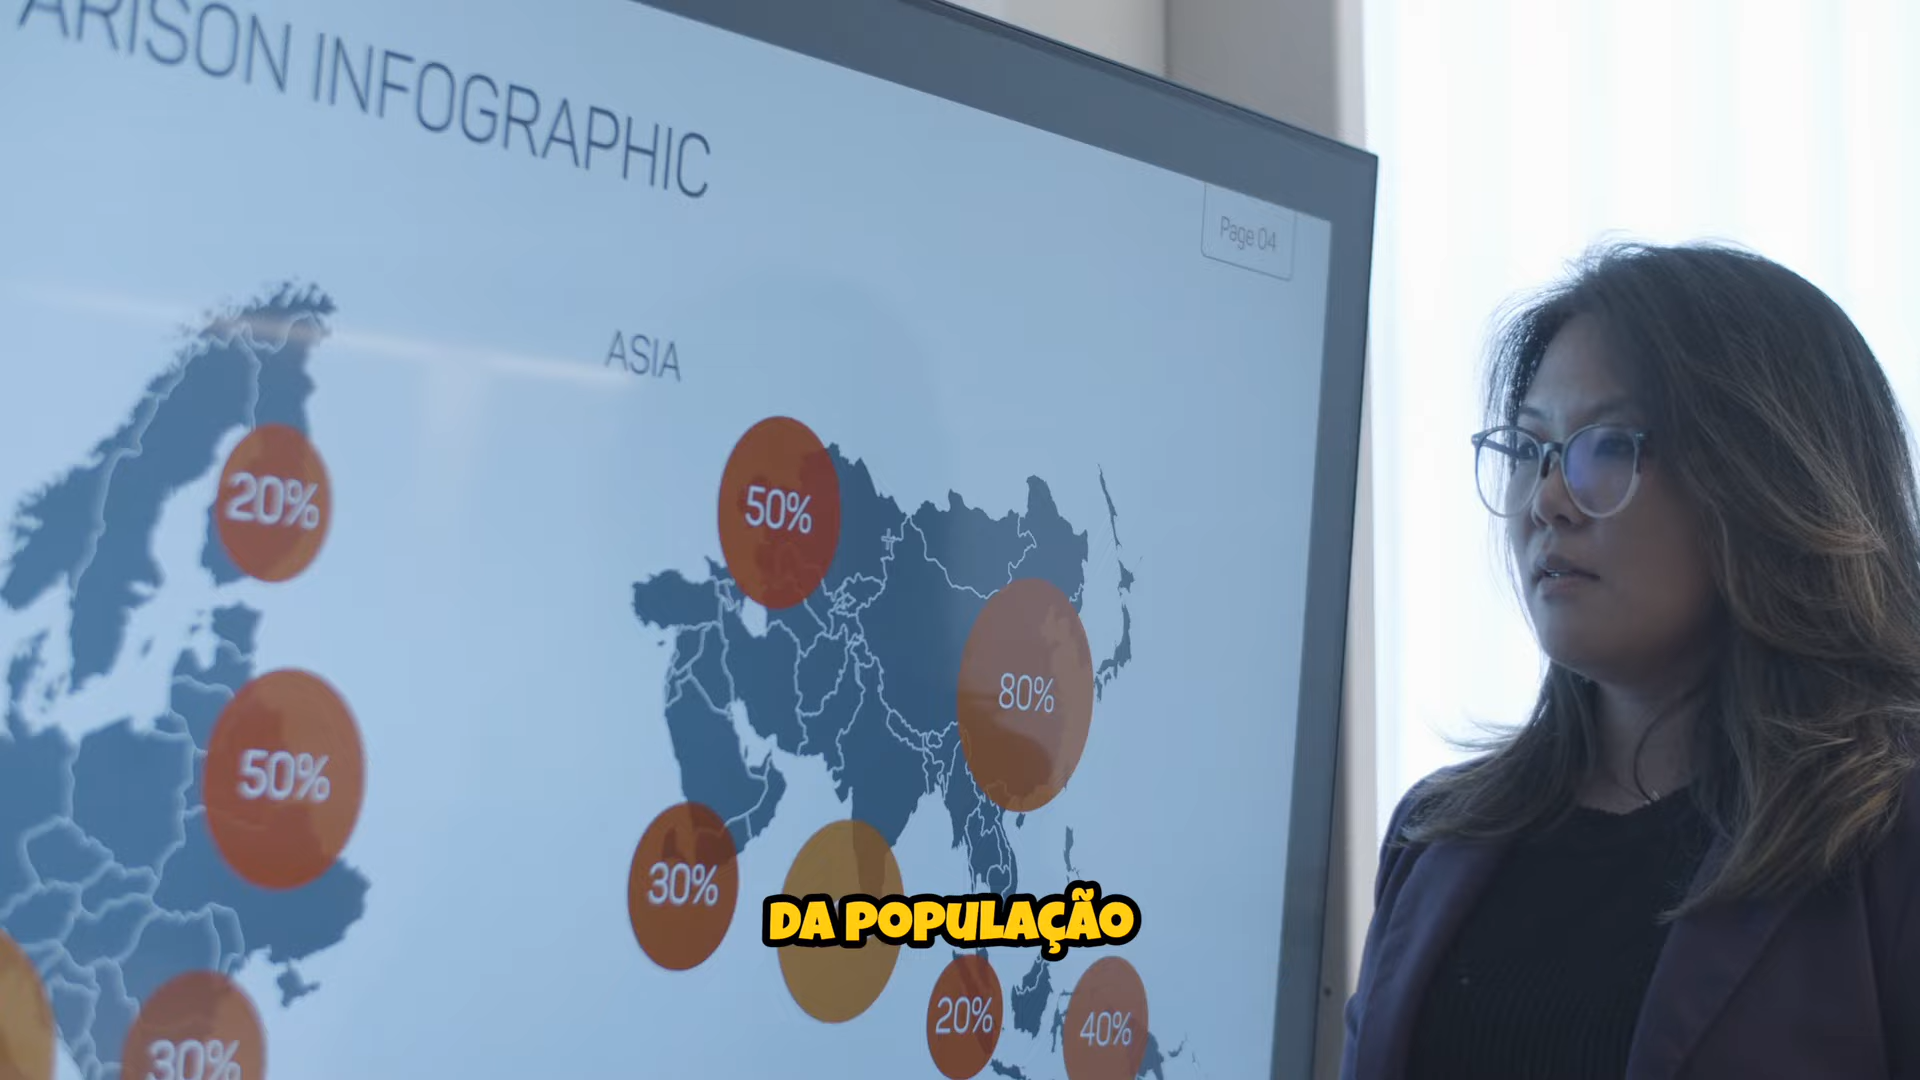 ARISON INFOGRAPHIC
Page 04
ASIA
20%
50%
50%
80%
30%
DA POPULAÇÃO
20%
40%
30%